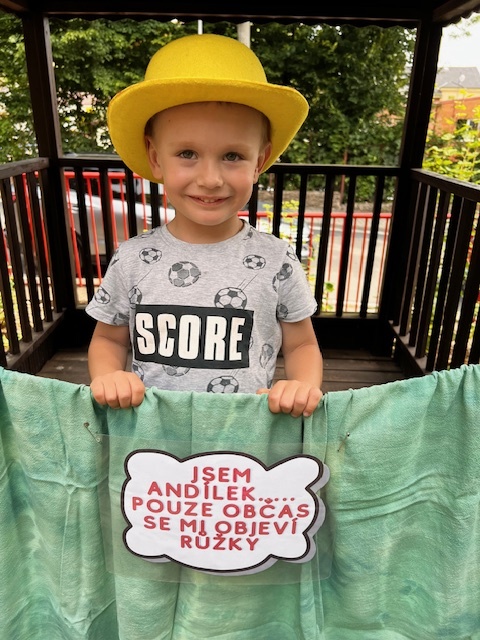 SCORE
JSEM
ANDÍLEK.....
POUZE OBČAS
SE MI OBJEVÍ
RŮŽKY